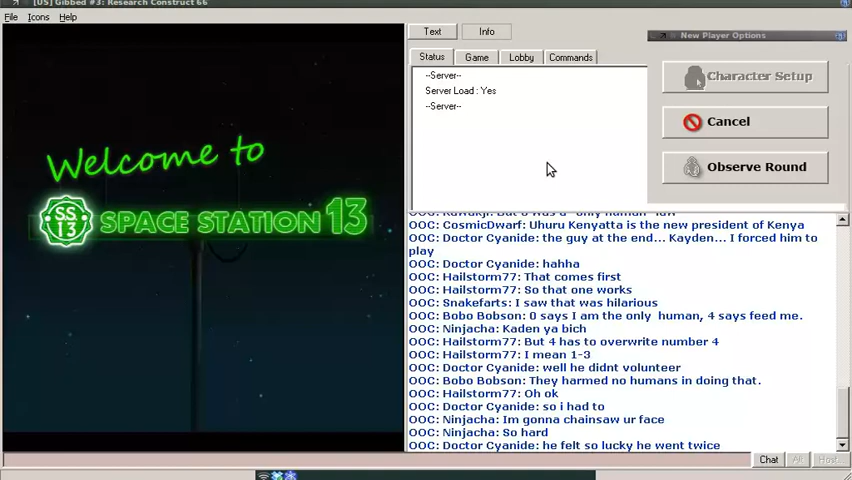 [US] Gibbed #3: Research Construct 66
File Icons Help
Text Info
New Player Options
Status Game Lobby Commands
--Server--
Server Load : Yes
--Server--
Character Setup
Cancel
Observe Round
Welcome to
S.S.
13
SPACE STATION 13
OOC: CosmicDwarf: Uhuru Kenyatta is the new president of Kenya
OOC: Doctor Cyanide: the guy at the end... Kayden... I forced him to
play
OOC: Doctor Cyanide: hahha
OOC: Hailstorm77: That comes first
OOC: Hailstorm77: So that one works
OOC: Snakefarts: I saw that was hilarious
OOC: Bobo Bobson: 0 says I am the only  human, 4 says feed me.
OOC: Ninjacha: Kaden ya bich
OOC: Hailstorm77: But 4 has to overwrite number 4
OOC: Hailstorm77: I mean 1-3
OOC: Doctor Cyanide: well he didnt volunteer
OOC: Bobo Bobson: They harmed no humans in doing that.
OOC: Hailstorm77: Oh ok
OOC: Doctor Cyanide: so i had to
OOC: Ninjacha: Im gonna chainsaw ur face
OOC: Ninjacha: So hard
OOC: Doctor Cyanide: he felt so lucky he went twice
Chat Alt Host